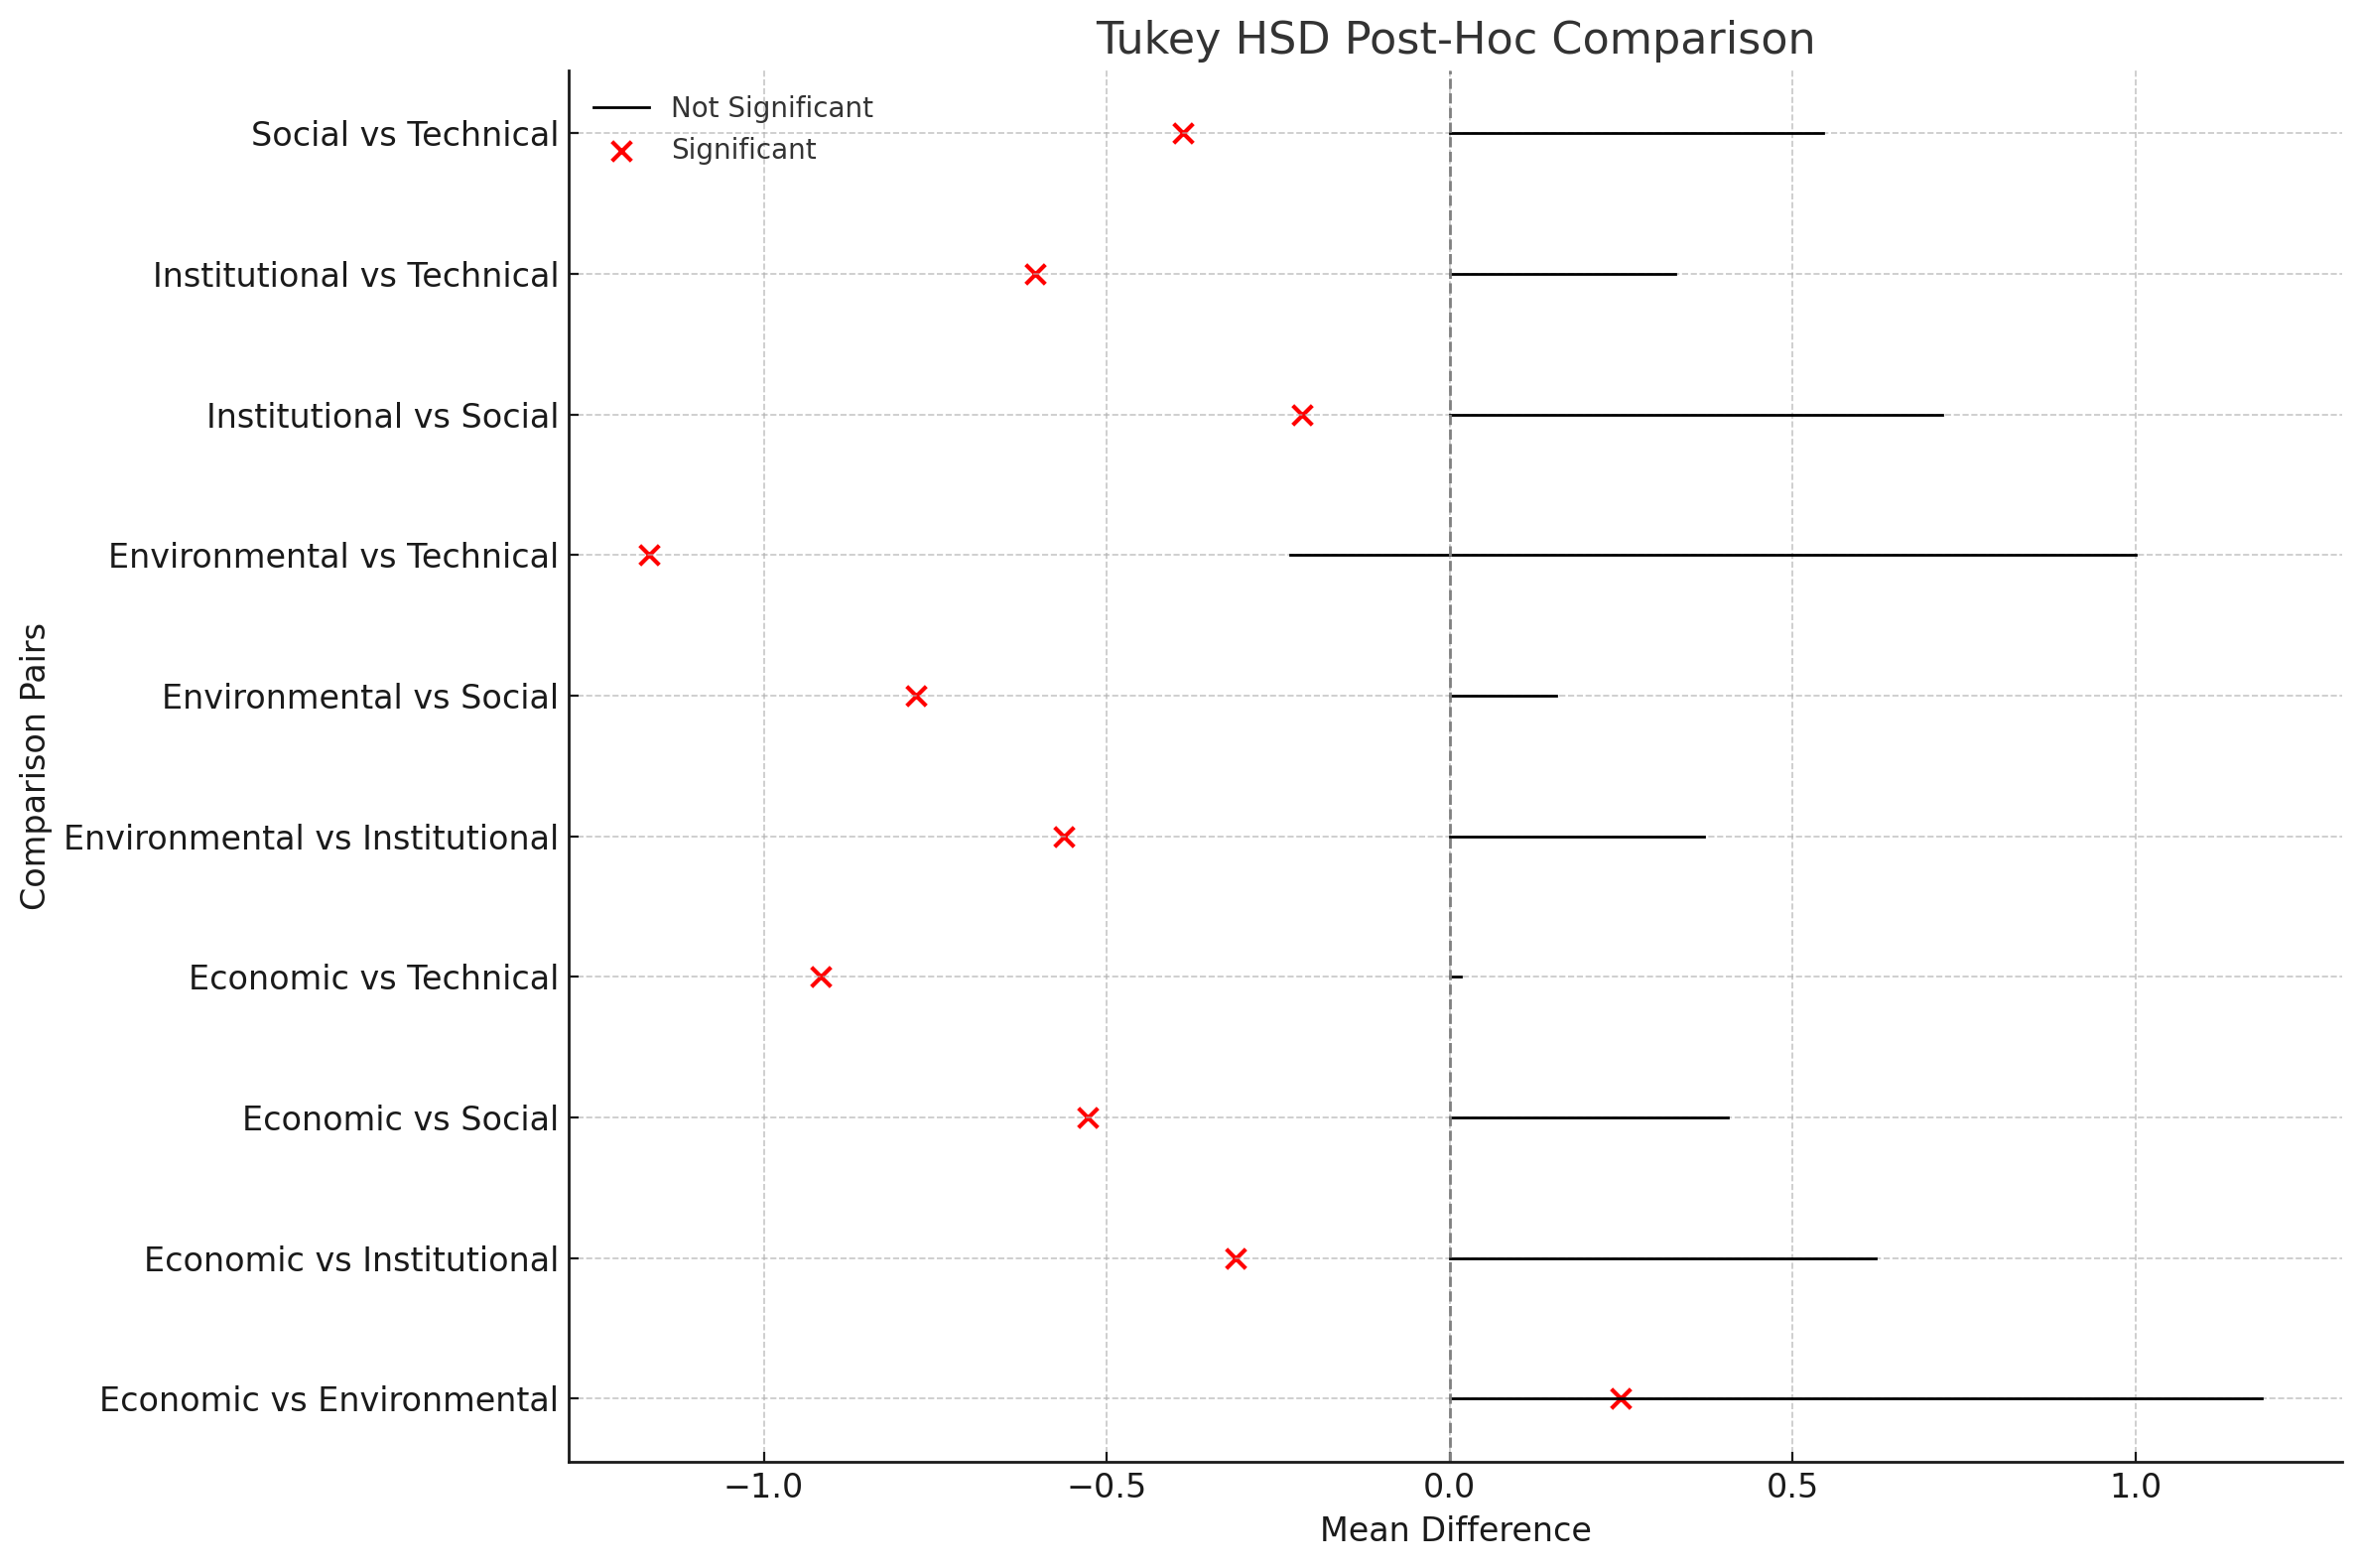 Tukey HSD Post-Hoc Comparison
Not Significant
Significant
Social vs Technical
Institutional vs Technical
Institutional vs Social
Environmental vs Technical
Environmental vs Social
Environmental vs Institutional
Economic vs Technical
Economic vs Social
Economic vs Institutional
Economic vs Environmental
Comparison Pairs
−1.0
−0.5
0.0
0.5
1.0
Mean Difference